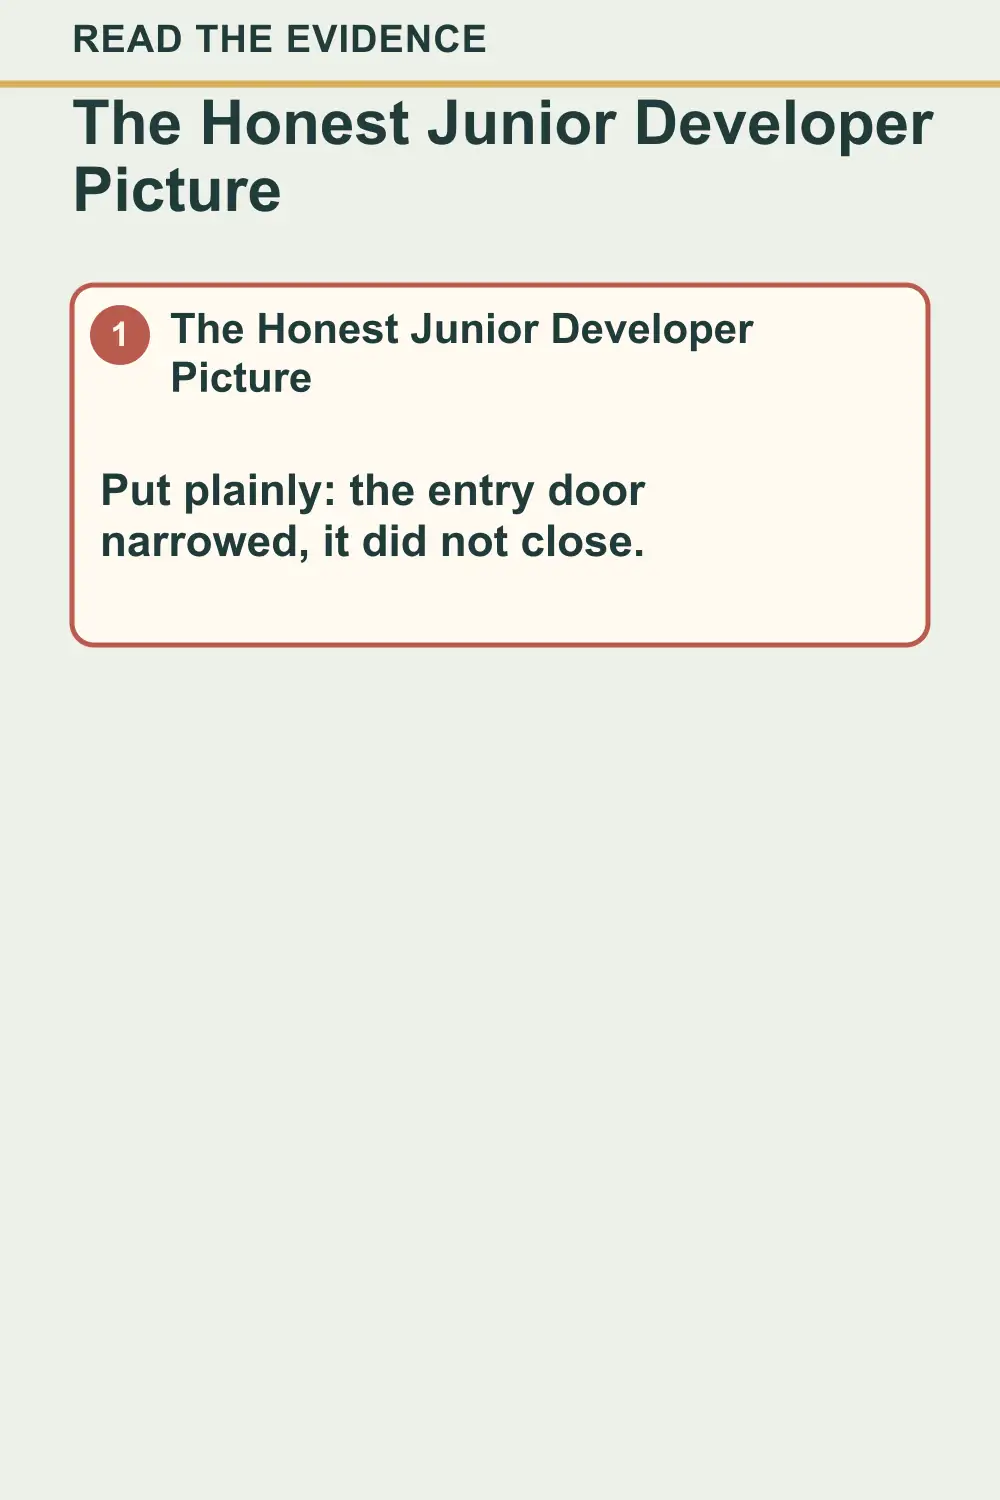 READ THE EVIDENCE
The Honest Junior Developer
Picture
1
The Honest Junior Developer
Picture
Put plainly: the entry door
narrowed, it did not close.